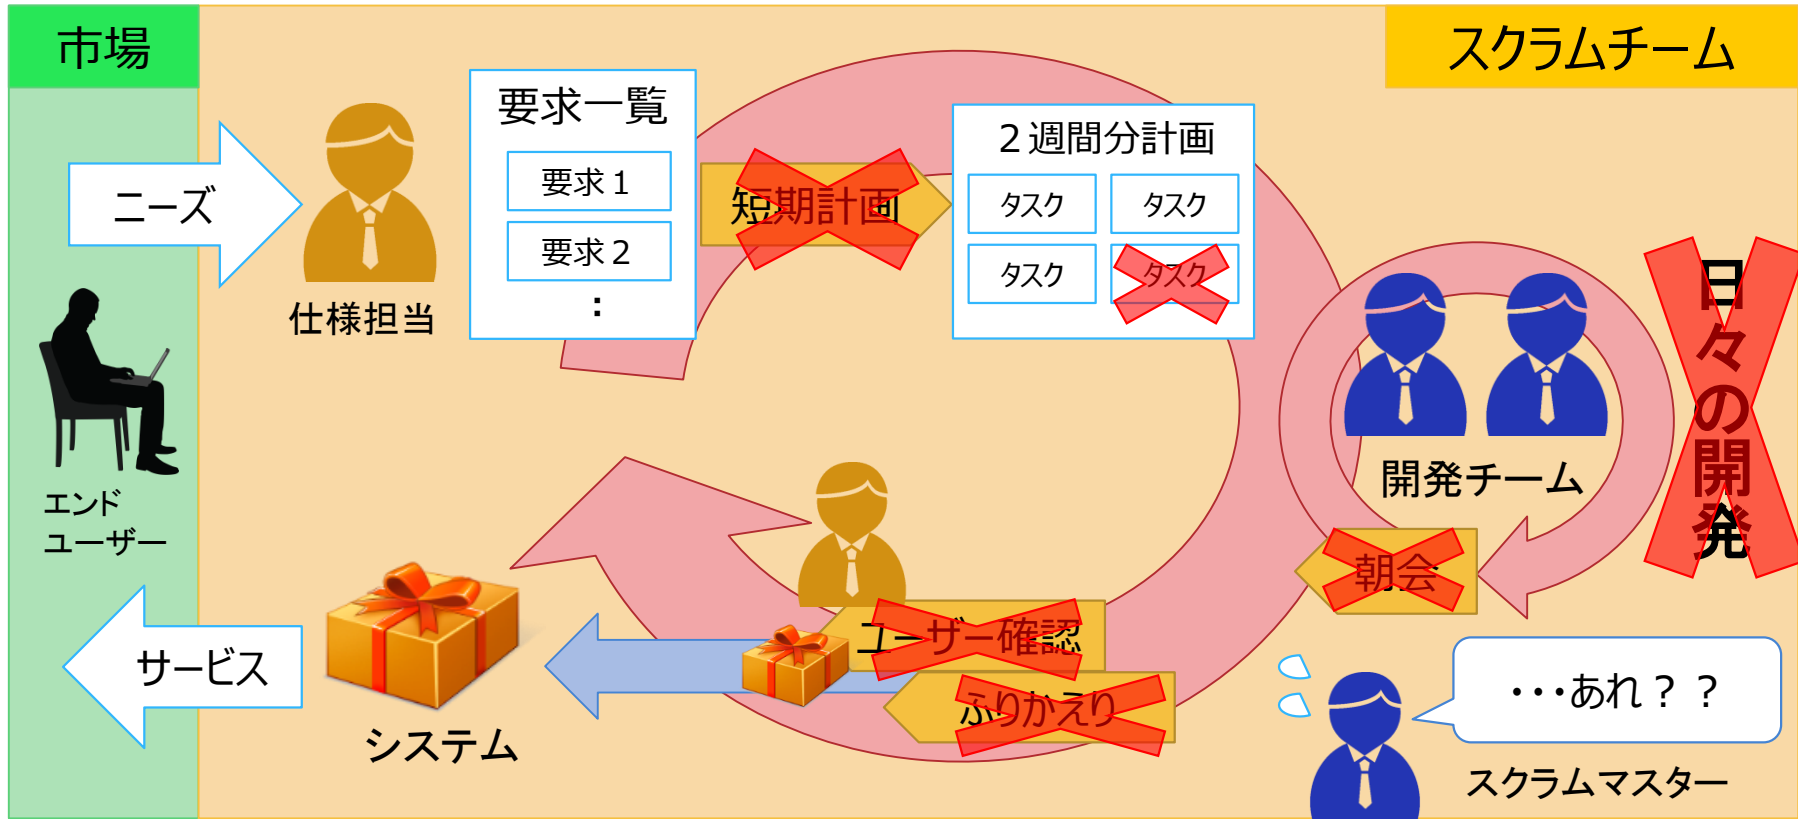 市場
スクラムチーム
ニーズ
仕様担当
要求一覧
要求1
要求2
:
短期計画
2週間分計画
タスク
タスク
タスク
タスク
日々の開発
開発チーム
朝会
エンド
ユーザー
ユーザー確認
ふりかえり
サービス
システム
・・・あれ？？
スクラムマスター